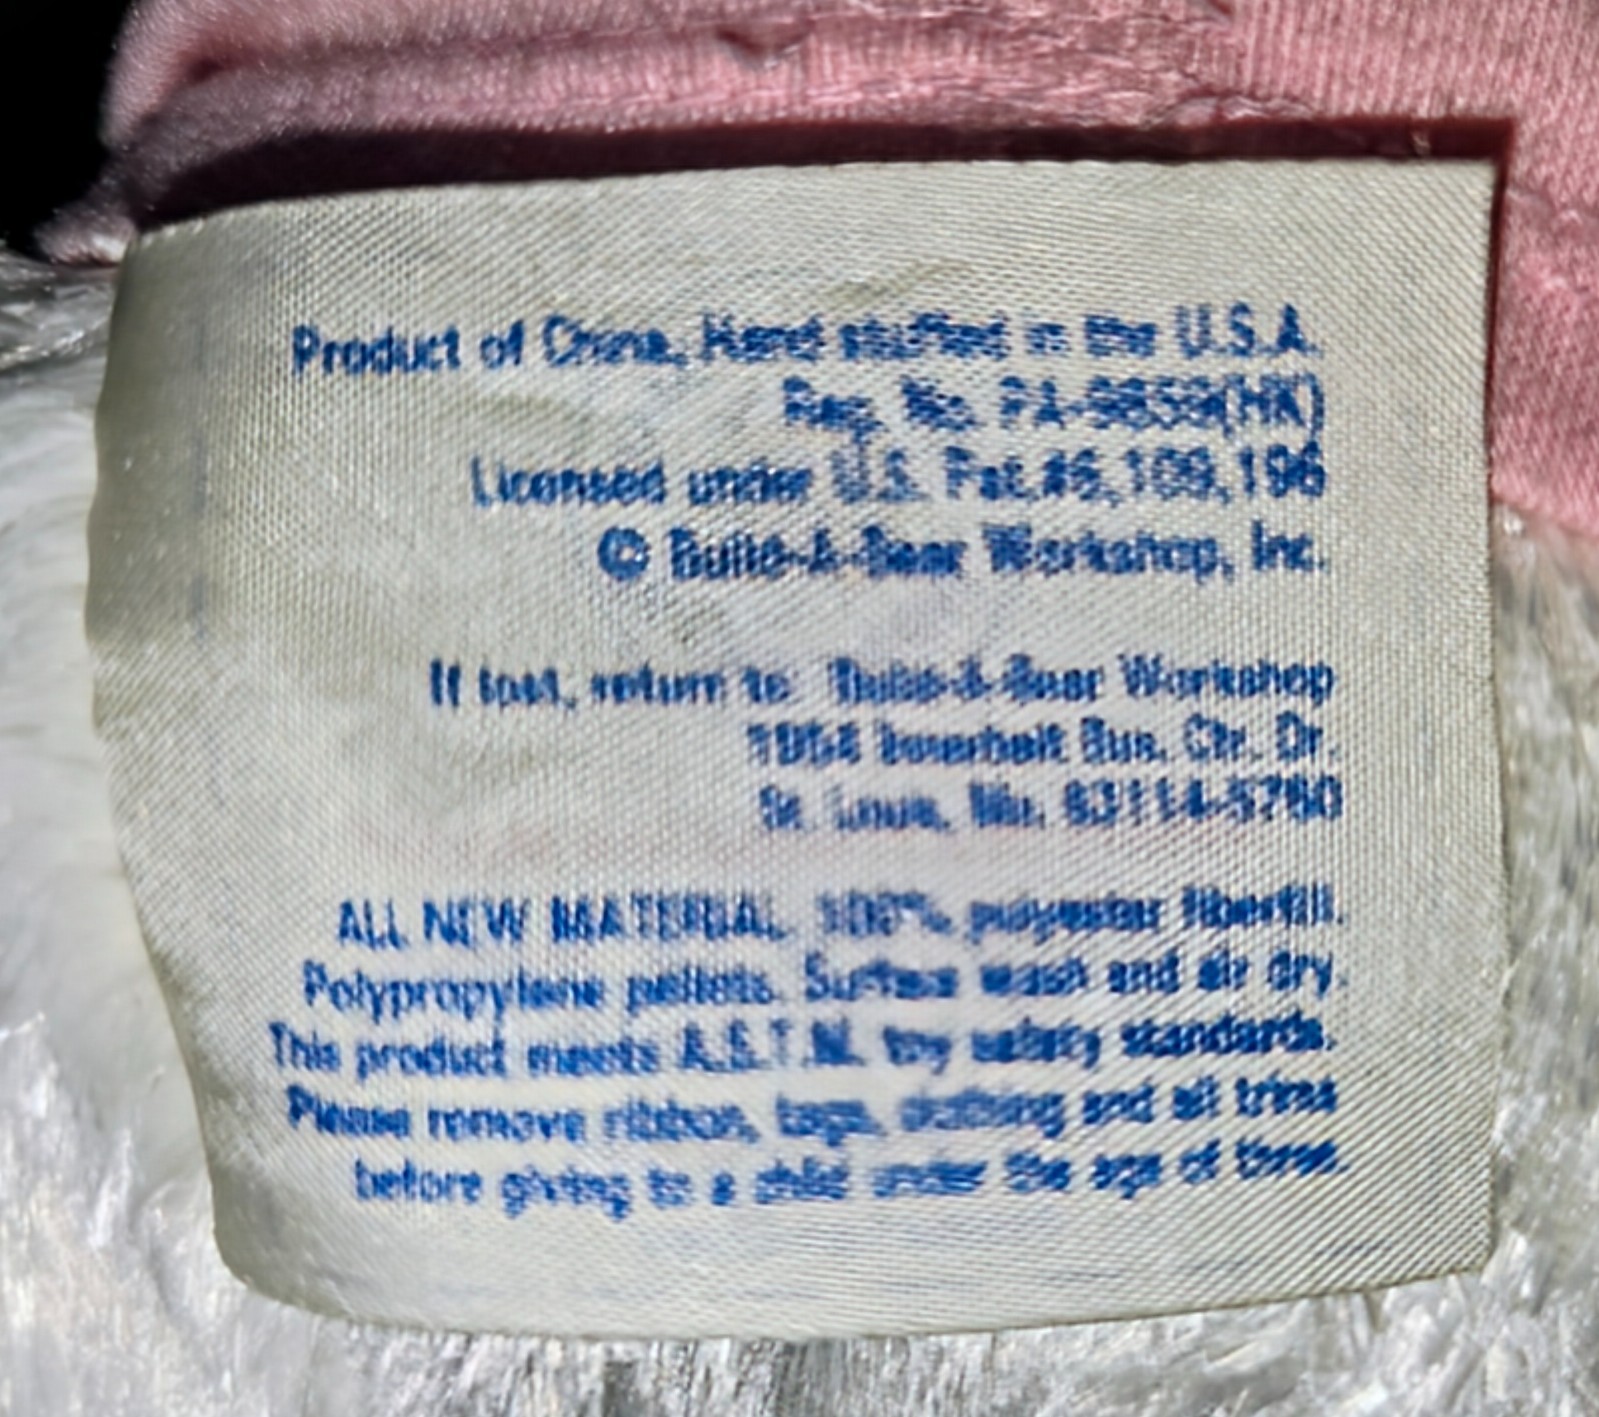 Product of China, Hand stuffed in the U.S.A.
Reg. No. PA-9859(HK)
Licensed under U.S. Pat.#6,109,196
© Build-A-Bear Workshop, Inc.
If lost, return to: Build-A-Bear Workshop
1954 Innerbelt Bus. Ctr. Dr.
St. Louis, Mo. 63114-5760
ALL NEW MATERIAL 100% polyester fiberfill.
Polypropylene pellets. Surface wash and air dry.
This product meets A.S.T.M. toy safety standards.
Please remove ribbon, tags, clothing and all trims
before giving to a child under the age of three.